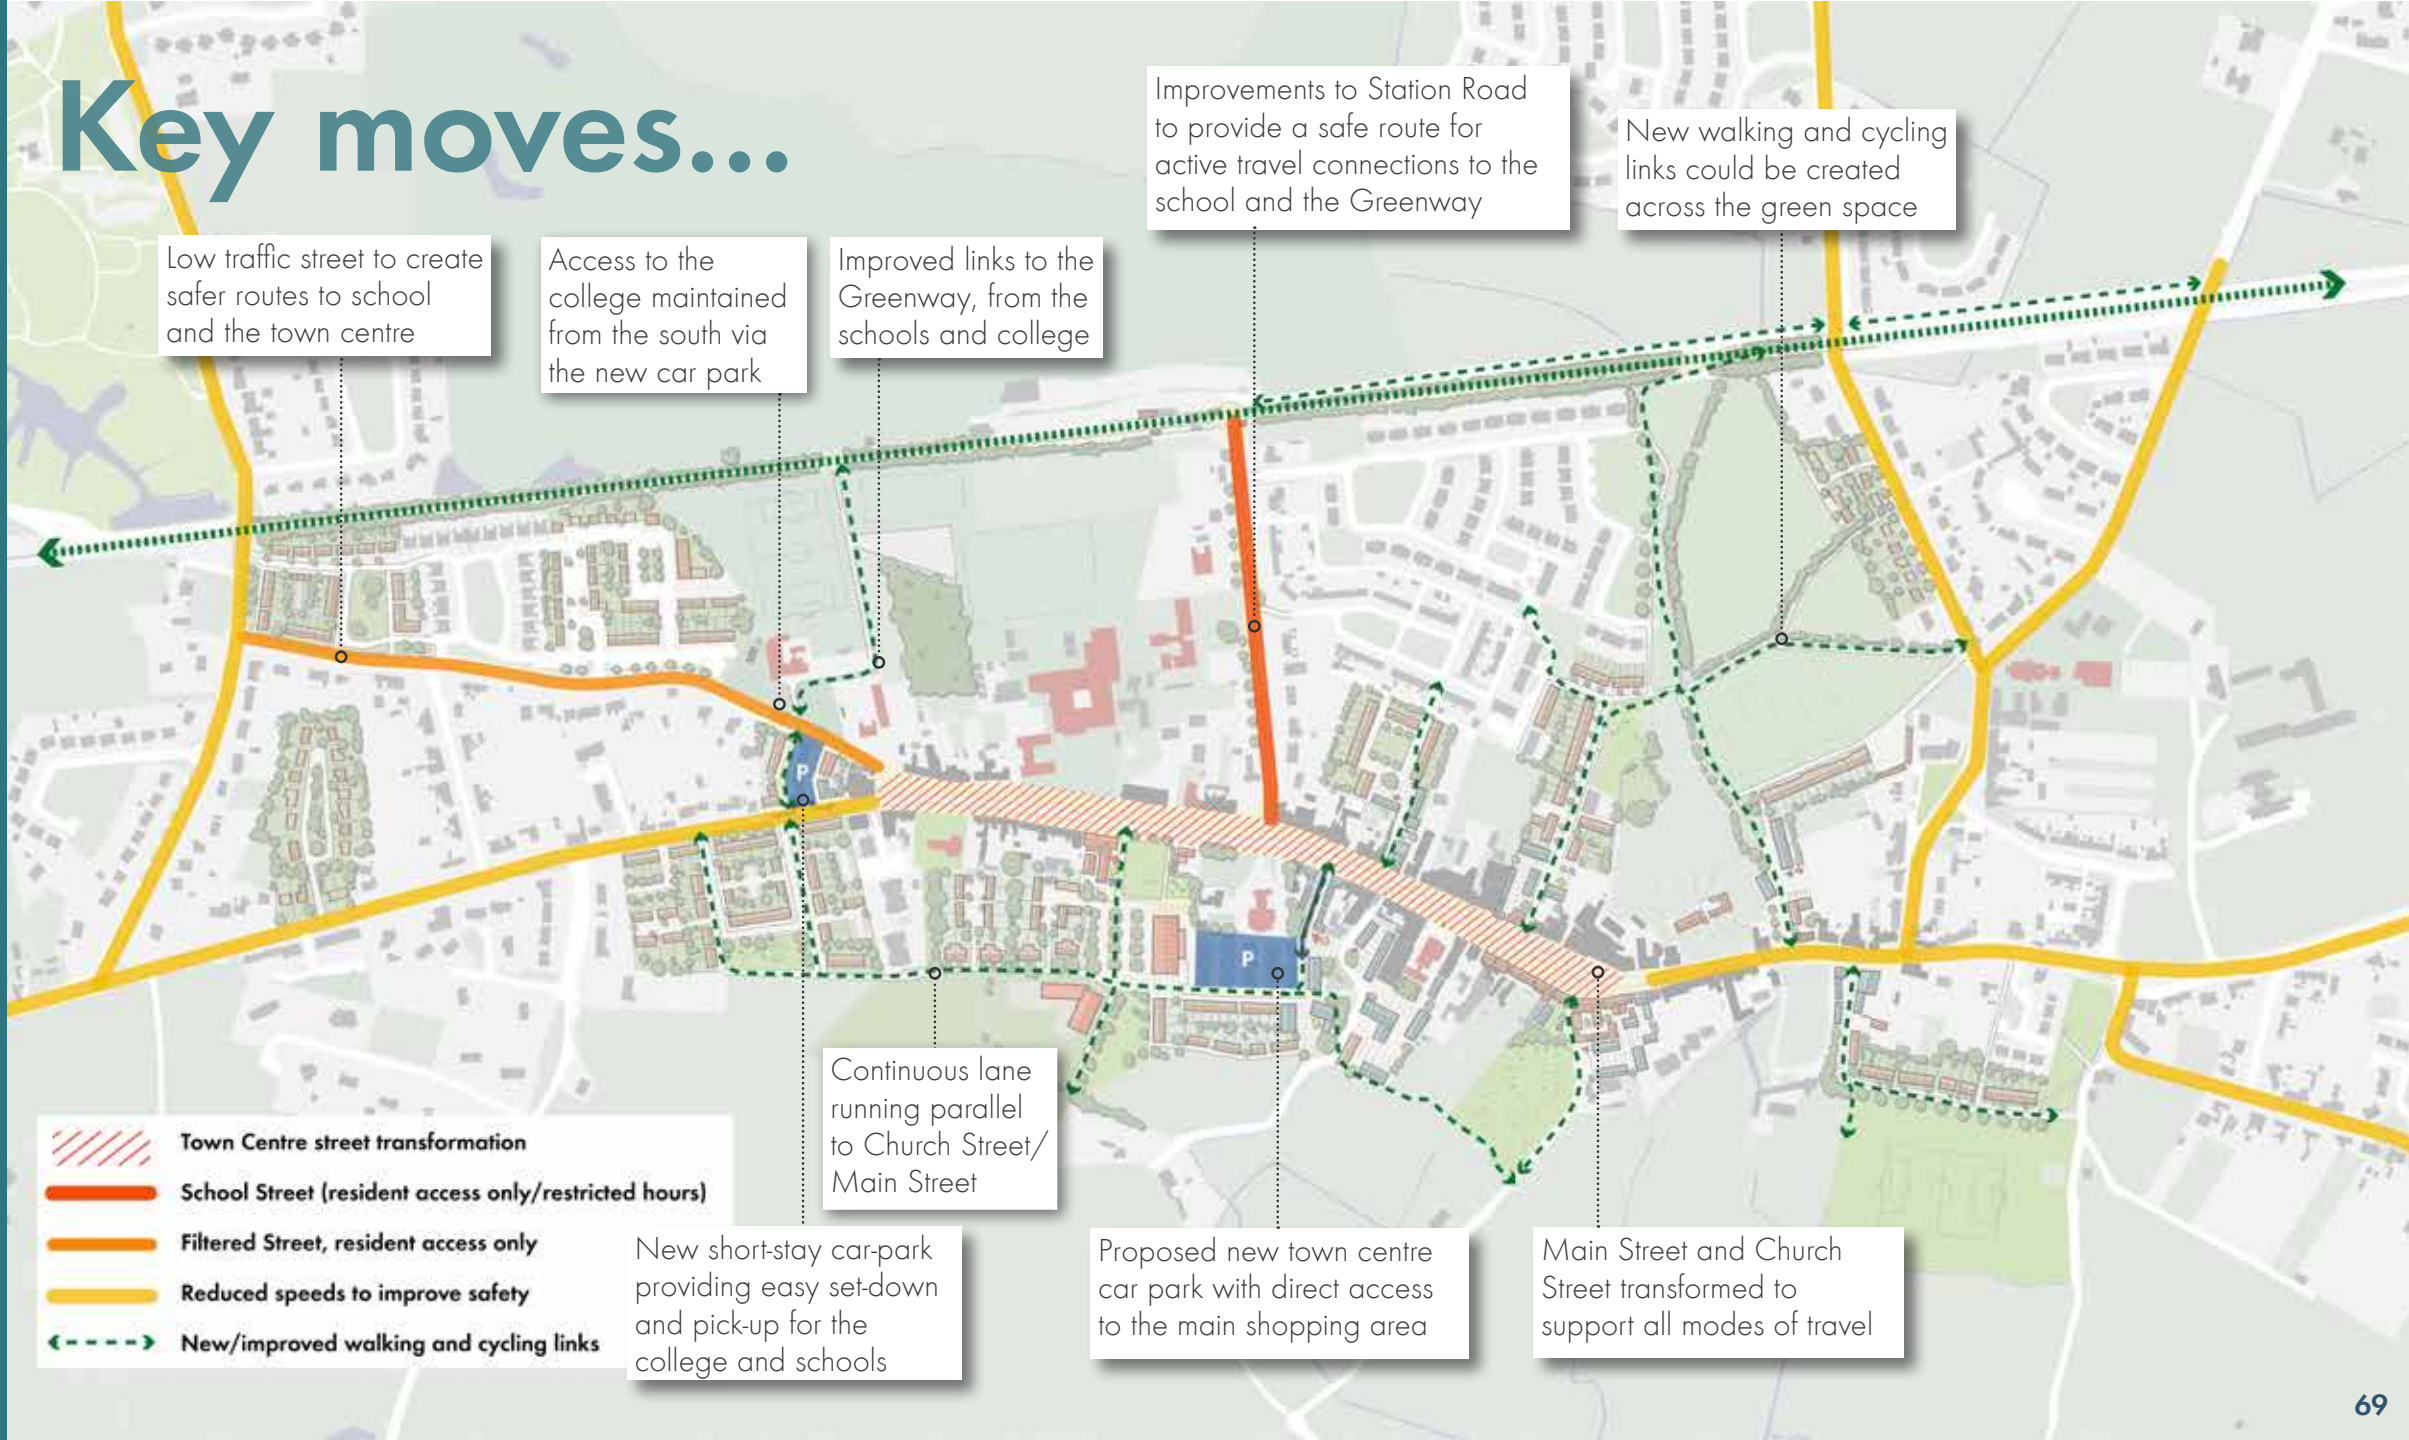 Key moves...
Improvements to Station Road
to provide a safe route for
active travel connections to the
school and the Greenway
New walking and cycling
links could be created
across the green space
Low traffic street to create
safer routes to school
and the town centre
Access to the
college maintained
from the south via
the new car park
Improved links to the
Greenway, from the
schools and college
P
P
Continuous lane
running parallel
to Church Street/
Main Street
Town Centre street transformation
School Street (resident access only/restricted hours)
Filtered Street, resident access only
Reduced speeds to improve safety
New/improved walking and cycling links
New short-stay car-park
providing easy set-down
and pick-up for the
college and schools
Proposed new town centre
car park with direct access
to the main shopping area
Main Street and Church
Street transformed to
support all modes of travel
69